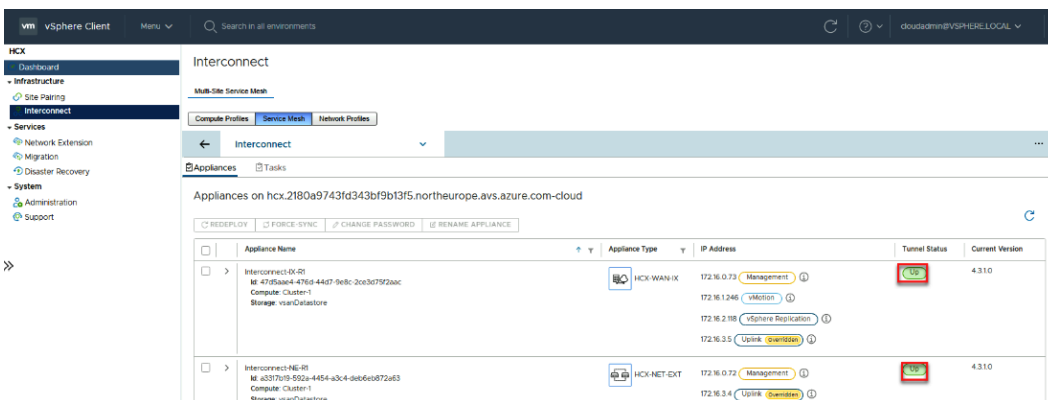 vm vSphere Client Menu Search in all environments cloudadmin@VSPHERE.LOCAL
HCX
Dashboard
Infrastructure
Site Pairing
Interconnect
Services
Network Extension
Migration
Disaster Recovery
System
Administration
Support
Interconnect
Multi-Site Service Mesh
Compute Profiles Service Mesh Network Profiles
Interconnect
Appliances Tasks
Appliances on hcx.2180a9743fd343bf9b13f5.northeurope.avs.azure.com-cloud
REDEPLOY FORCE-SYNC CHANGE PASSWORD RENAME APPLIANCE
Appliance Name Appliance Type IP Address Tunnel Status Current Version
Interconnect-IX-R1 HCX-WAN-IX 172.16.0.73 Management Up 4.3.1.0
Id: 47d5aae4-476d-44d7-9e8c-2ce3d75f2aac
Compute: Cluster-1 172.16.1.246 vMotion
Storage: vsanDatastore
172.16.2.118 vSphere Replication
172.16.3.5 Uplink Overridden
Interconnect-NE-R1 HCX-NET-EXT 172.16.0.72 Management Up 4.3.1.0
Id: a3317b19-592a-4454-a3c4-deb6eb872a63
Compute: Cluster-1
Storage: vsanDatastore 172.16.3.4 Uplink Overridden